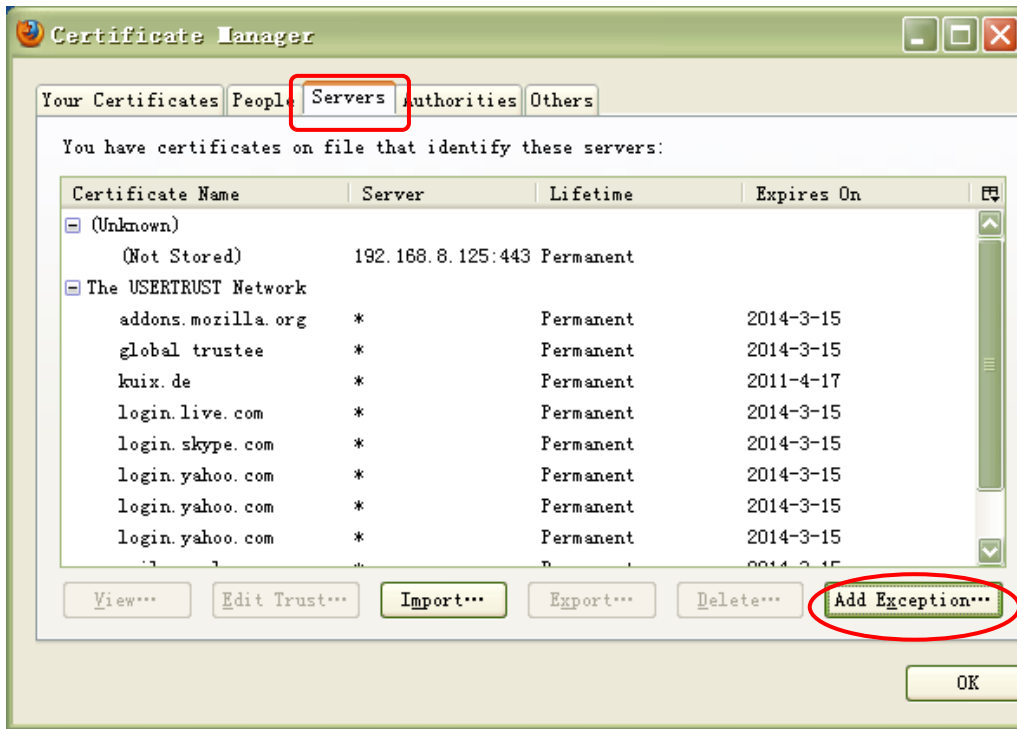 Certificate Manager
Your Certificates People Servers Authorities Others
You have certificates on file that identify these servers:
Certificate Name Server Lifetime Expires On
(Unknown)
(Not Stored) 192.168.8.125:443 Permanent
The USERTRUST Network
addons.mozilla.org * Permanent 2014-3-15
global trustee * Permanent 2014-3-15
kuix.de * Permanent 2011-4-17
login.live.com * Permanent 2014-3-15
login.skype.com * Permanent 2014-3-15
login.yahoo.com * Permanent 2014-3-15
login.yahoo.com * Permanent 2014-3-15
login.yahoo.com * Permanent 2014-3-15
View... Edit Trust... Import... Export... Delete... Add Exception...
OK